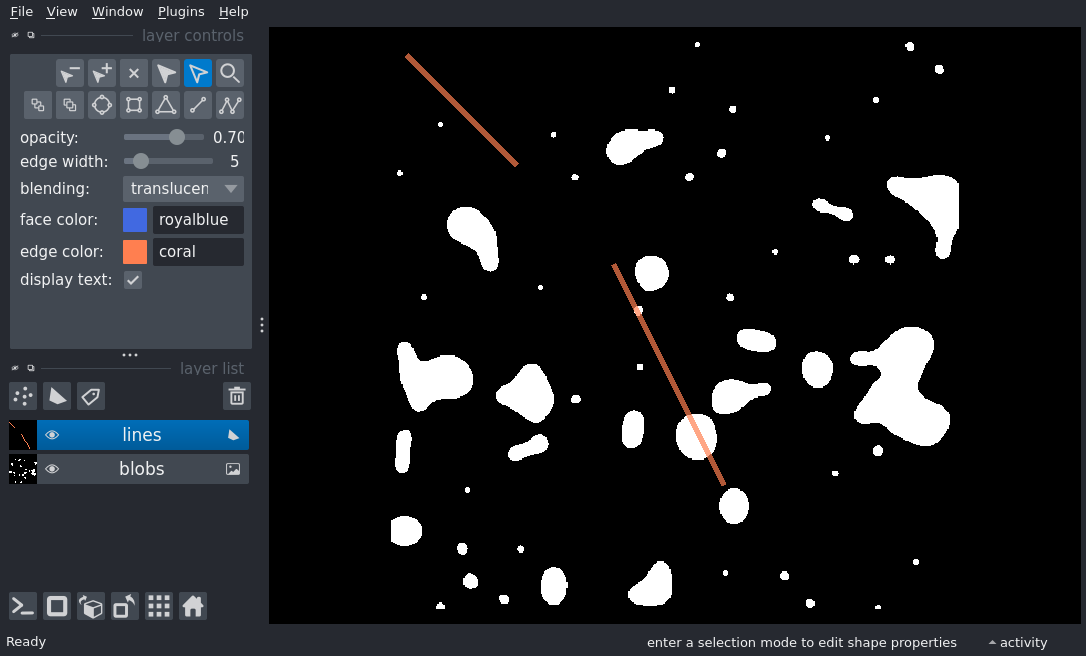 File View Window Plugins Help
layer controls
opacity: 0.70
edge width: 5
blending: translucen
face color: royalblue
edge color: coral
display text:
layer list
lines
blobs
Ready enter a selection mode to edit shape properties activity